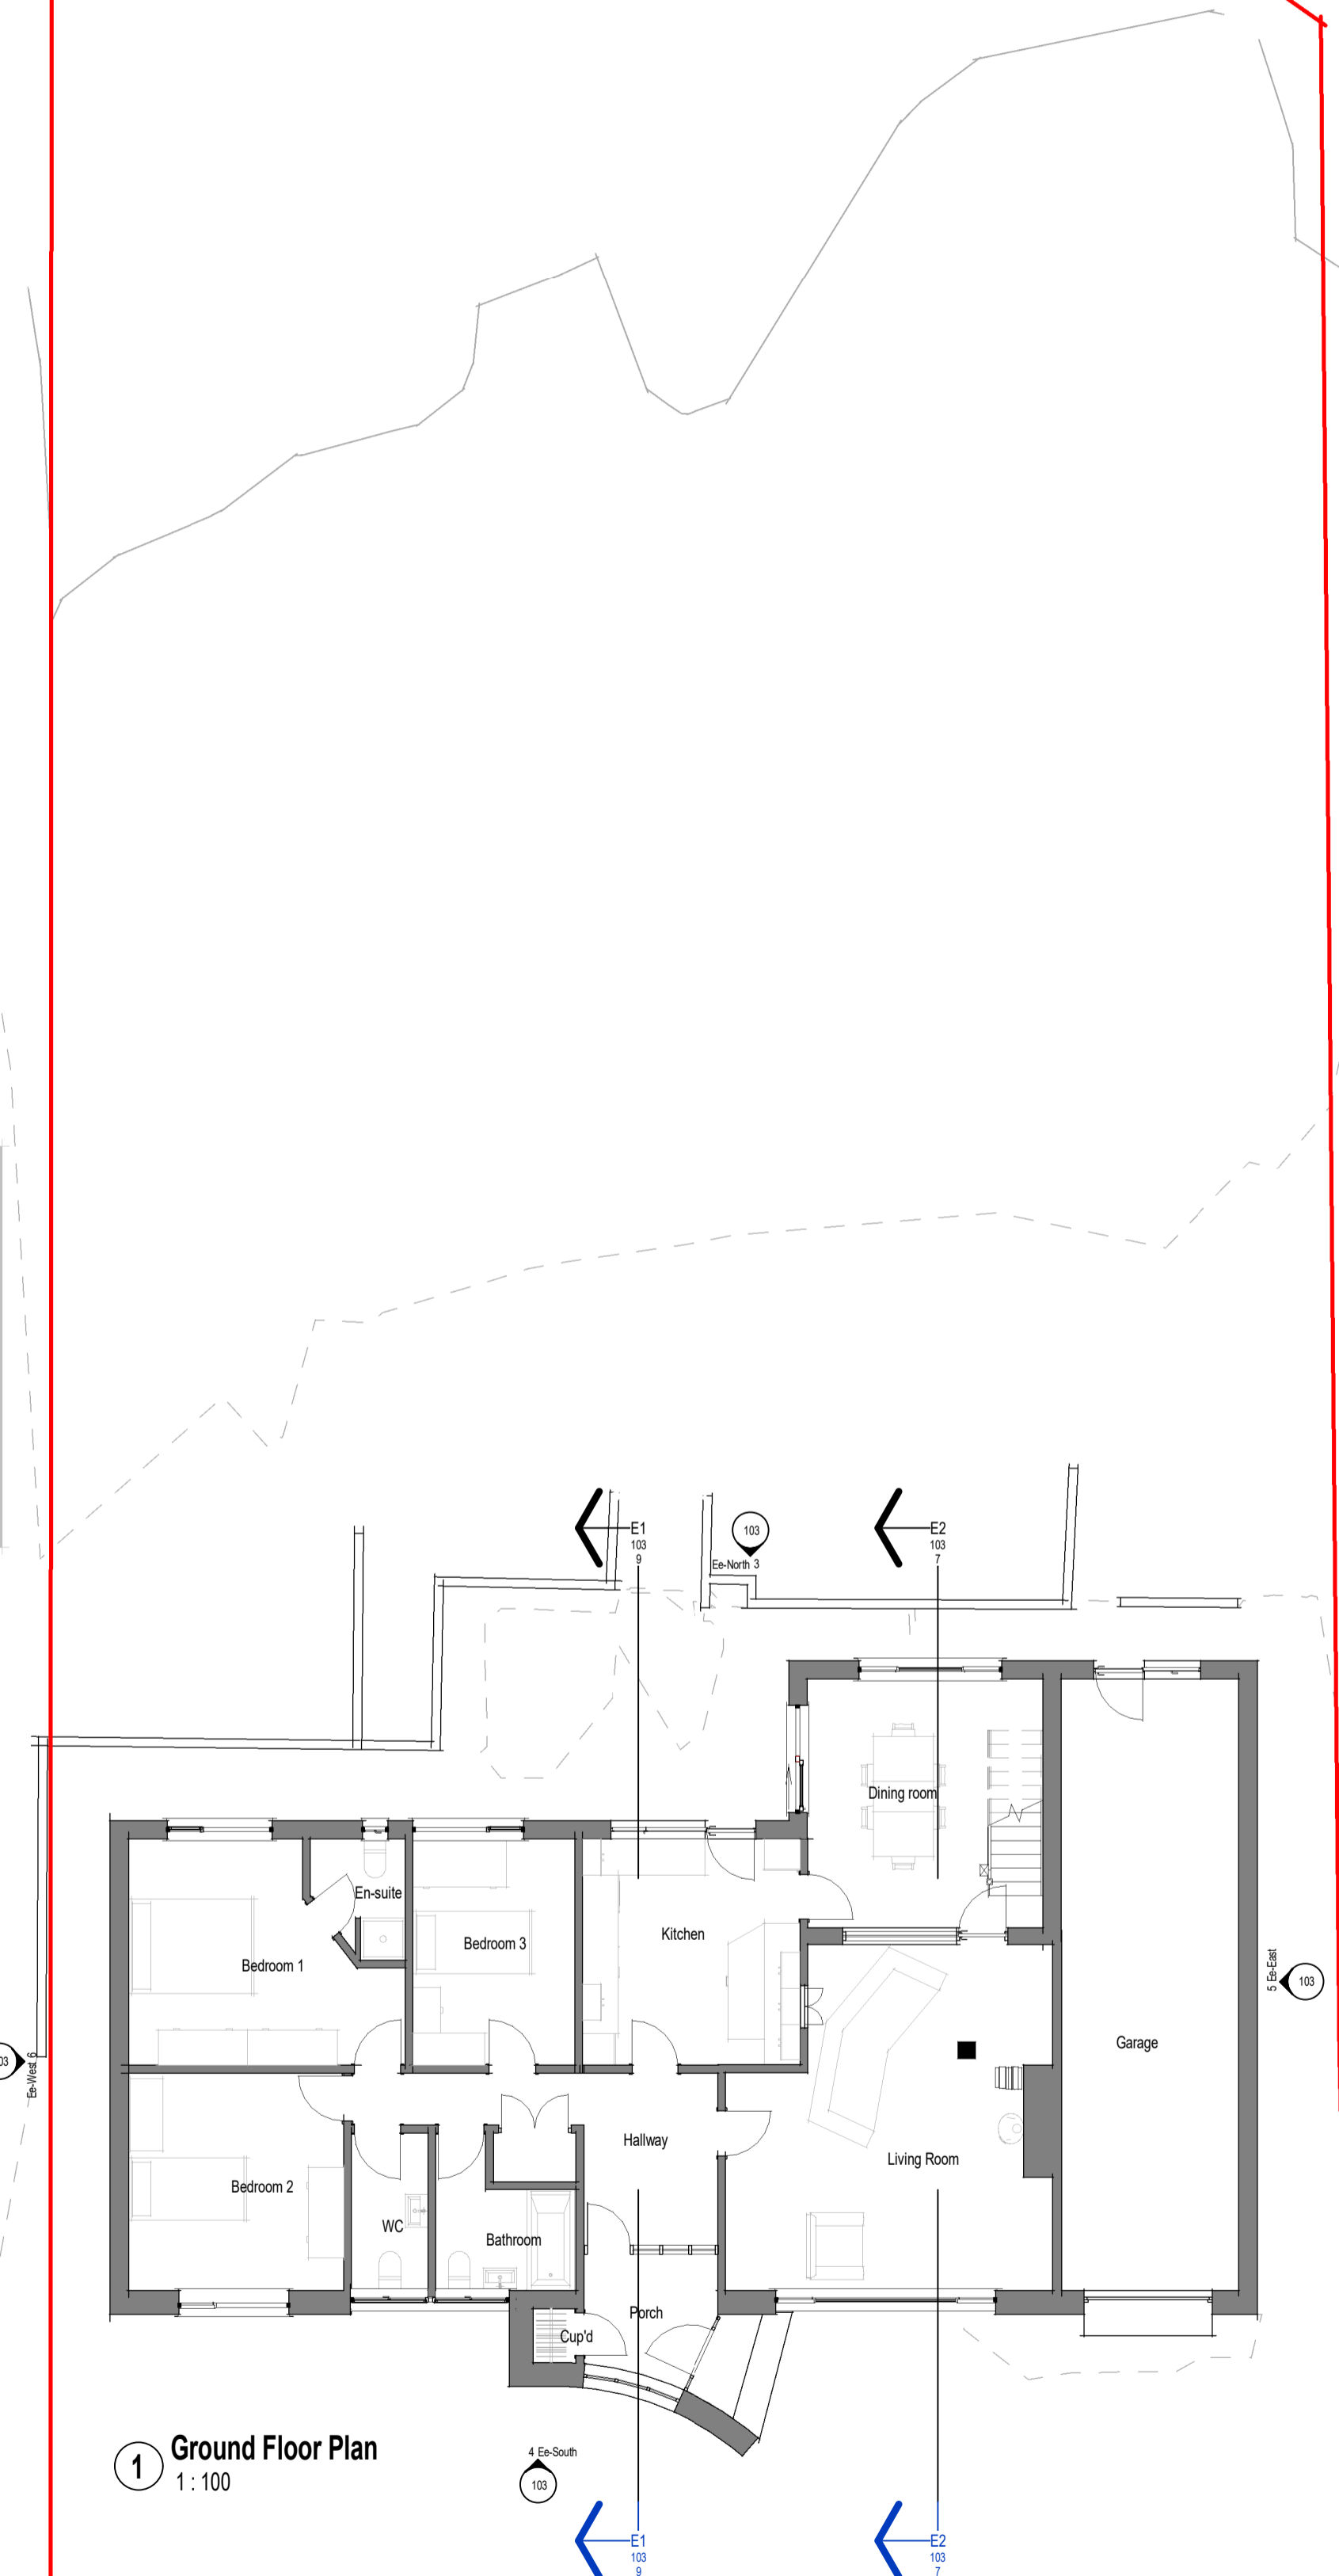 E1
103
9
103
Ee-North 3
E2
103
7
Dining room
En-suite
Bedroom 3
Kitchen
Bedroom 1
5 Ee-East
103
Garage
03
Ee-West 6
Hallway
Living Room
Bedroom 2
WC
Bathroom
Porch
Cup'd
1
Ground Floor Plan
1 : 100
4 Ee-South
103
E1
103
9
E2
103
7